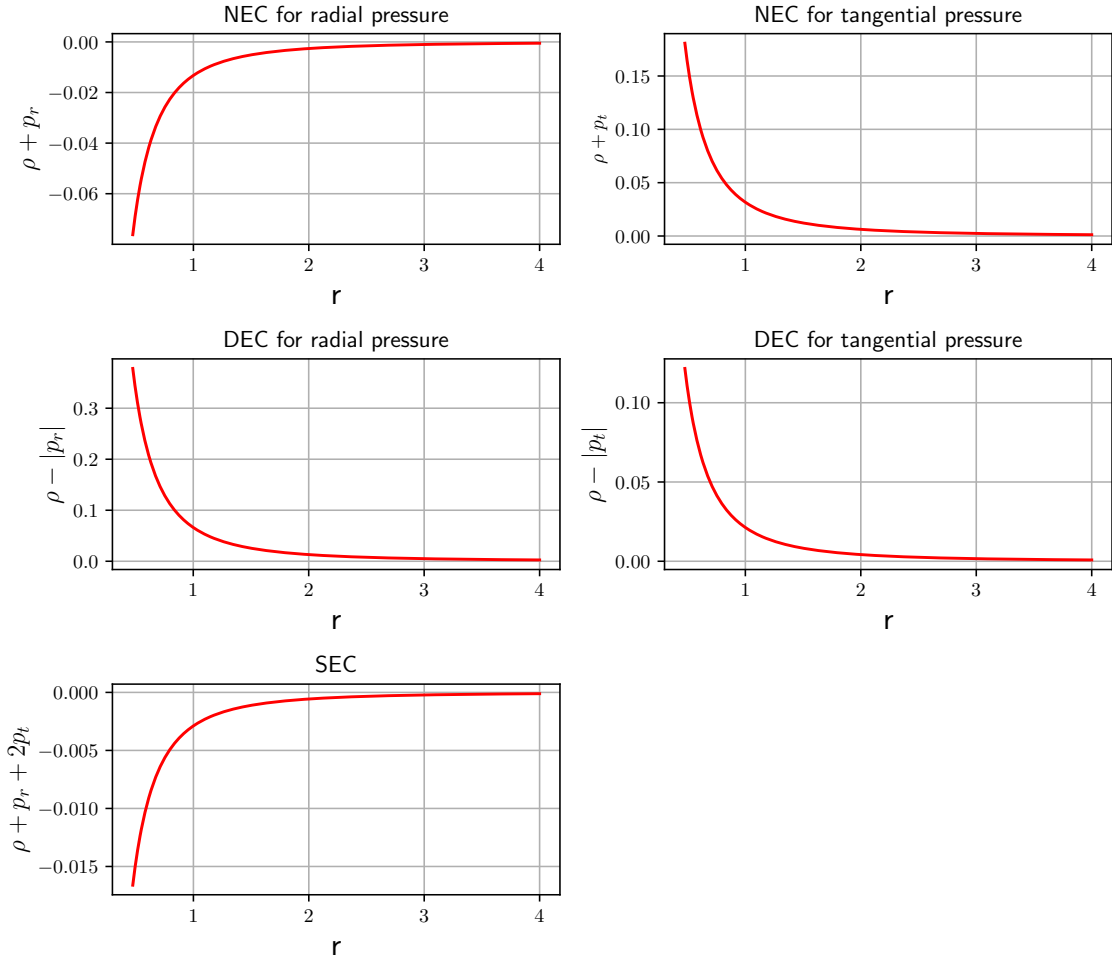 NEC for radial pressure
0.00
−0.02
−0.04
−0.06
ρ + p_r
1 2 3 4
r
NEC for tangential pressure
0.15
0.10
0.05
0.00
ρ + p_t
1 2 3 4
r
DEC for radial pressure
0.3
0.2
0.1
0.0
ρ − |p_r|
1 2 3 4
r
DEC for tangential pressure
0.10
0.05
0.00
ρ − |p_t|
1 2 3 4
r
SEC
0.000
−0.005
−0.010
−0.015
ρ + p_r + 2p_t
1 2 3 4
r